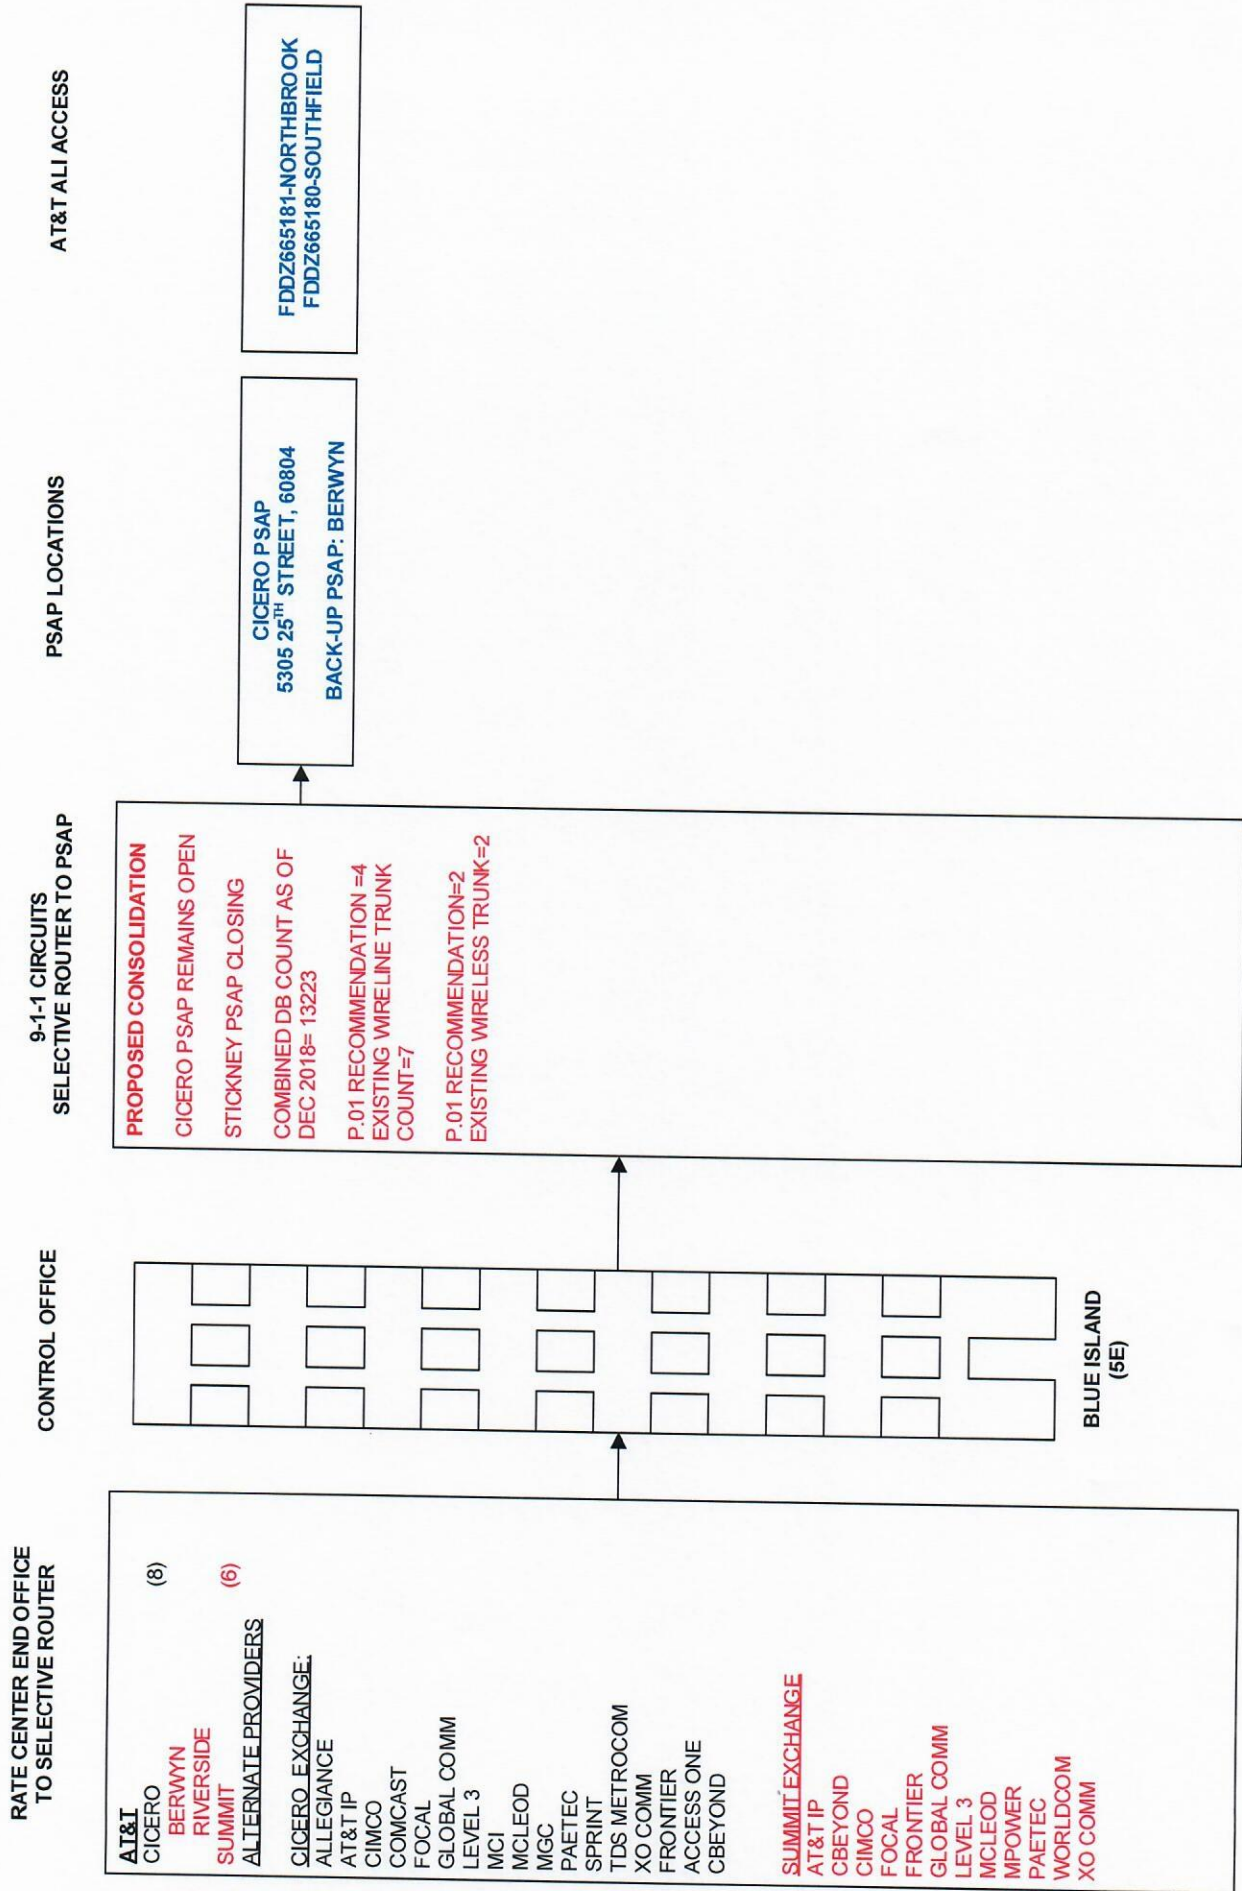 RATE CENTER END OFFICE
TO SELECTIVE ROUTER
AT&T
CICERO (8)
BERWYN
RIVERSIDE
SUMMIT (6)
ALTERNATE PROVIDERS
CICERO EXCHANGE:
ALLEGIANCE
AT&T IP
CIMCO
COMCAST
FOCAL
GLOBAL COMM
LEVEL 3
MCI
MCLEOD
MGC
PAETEC
SPRINT
TDS METROCOM
XO COMM
FRONTIER
ACCESS ONE
CBEYOND
SUMMIT EXCHANGE
AT&T IP
CBEYOND
CIMCO
FOCAL
FRONTIER
GLOBAL COMM
LEVEL 3
MCLEOD
MPOWER
PAETEC
WORLDCOM
XO COMM
CONTROL OFFICE
BLUE ISLAND
(5E)
9-1-1 CIRCUITS
SELECTIVE ROUTER TO PSAP
PROPOSED CONSOLIDATION
CICERO PSAP REMAINS OPEN
STICKNEY PSAP CLOSING
COMBINED DB COUNT AS OF
DEC 2018= 13223
P.01 RECOMMENDATION =4
EXISTING WIRELINE TRUNK
COUNT=7
P.01 RECOMMENDATION=2
EXISTING WIRELESS TRUNK=2
PSAP LOCATIONS
CICERO PSAP
5305 25TH STREET, 60804
BACK-UP PSAP: BERWYN
AT&T ALI ACCESS
FDDZ665181-NORTHBROOK
FDDZ665180-SOUTHFIELD